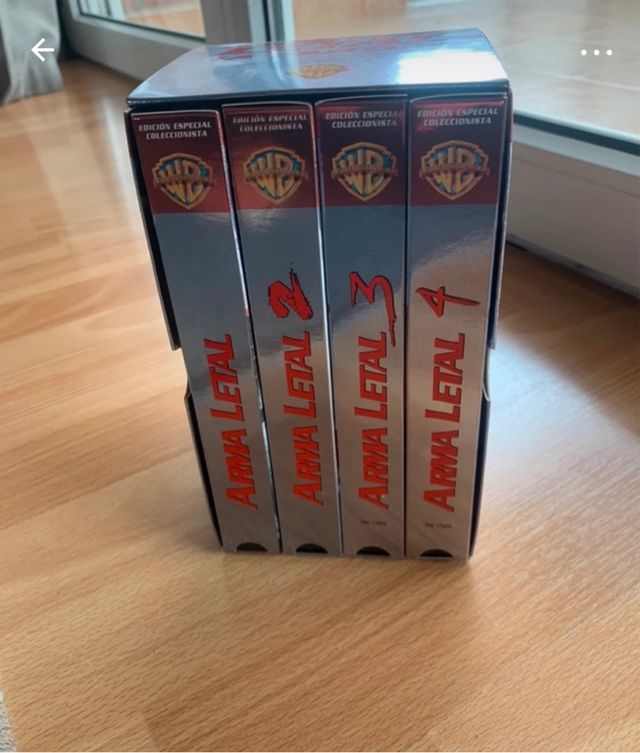 WB
EDICIÓN ESPECIAL
COLECCIONISTA
WB
ARMA LETAL
EDICIÓN ESPECIAL
COLECCIONISTA
WB
ARMA LETAL 2
EDICIÓN ESPECIAL
COLECCIONISTA
WB
ARMA LETAL 3
EDICIÓN ESPECIAL
COLECCIONISTA
WB
ARMA LETAL 4